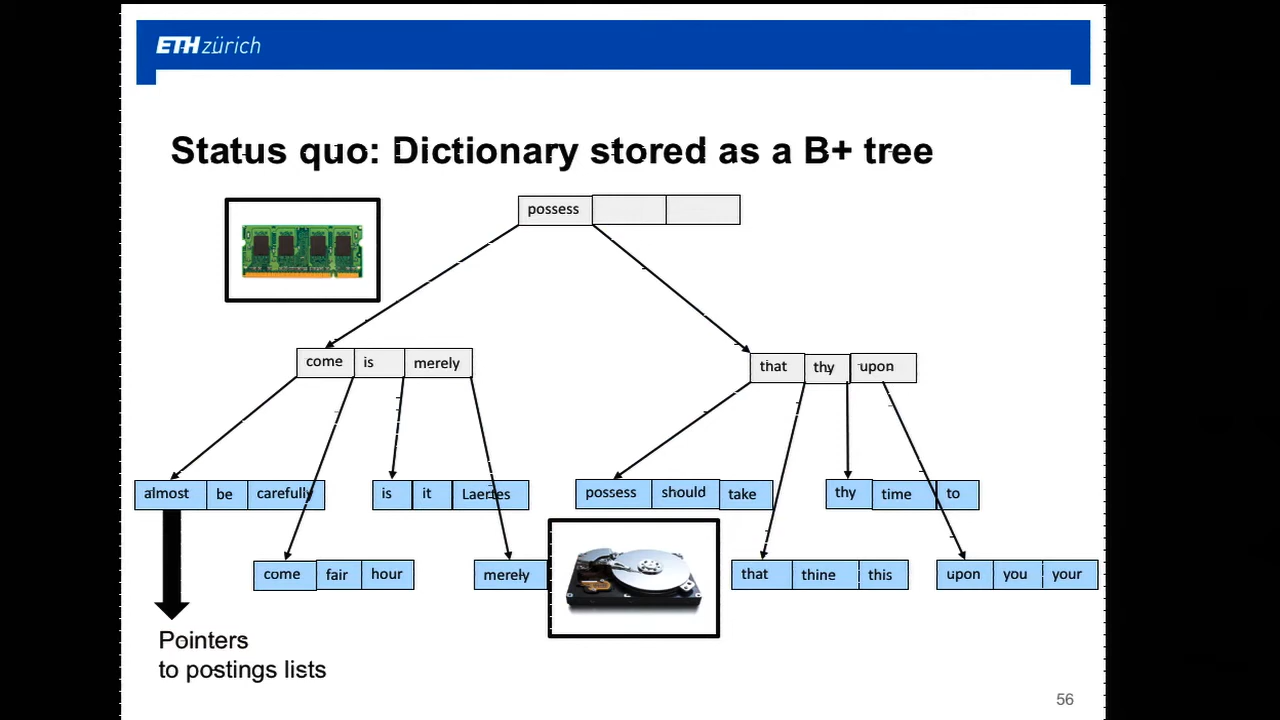 ETH zürich
Status quo: Dictionary stored as a B+ tree
possess
come is merely
that thy upon
almost be carefully
is it Laertes
possess should take
thy time to
come fair hour
merely
that thine this
upon you your
Pointers
to postings lists
56